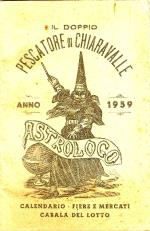 IL DOPPIO
PESCATORE DI CHIARAVALLE
ANNO 1959
ASTROLOGO
CALENDARIO - FIERE E MERCATI
CABALA DEL LOTTO